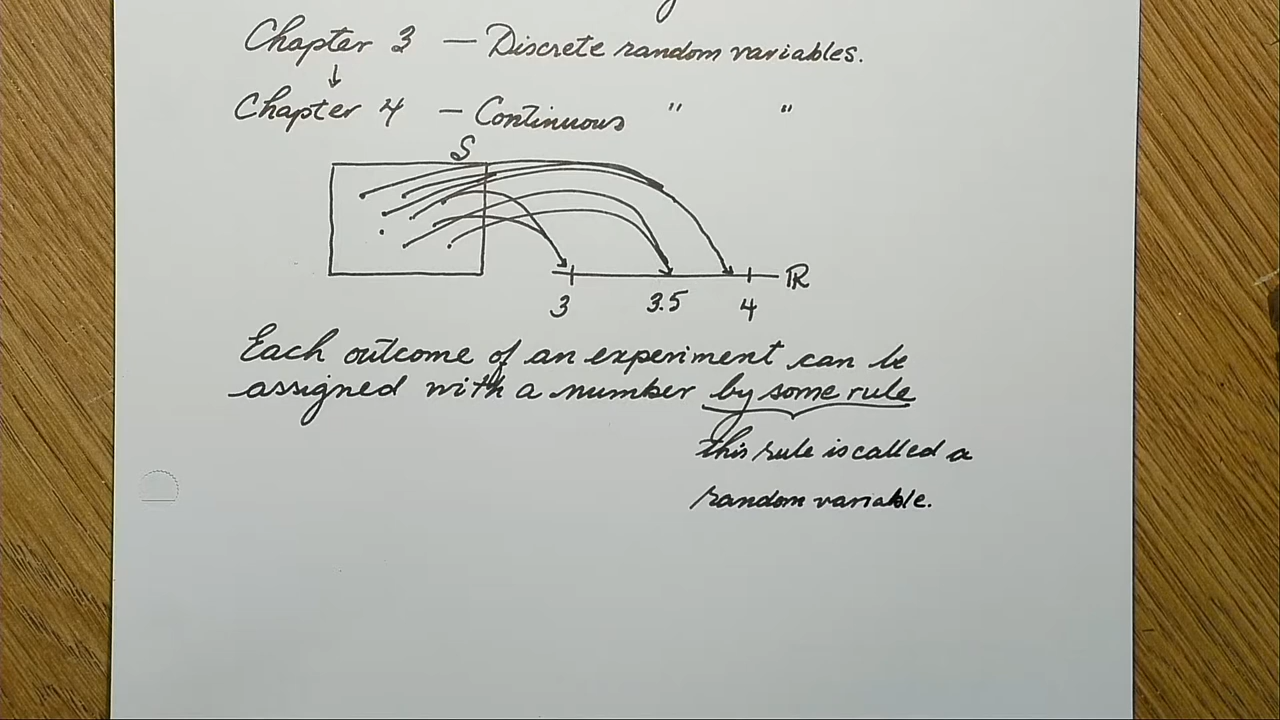 Chapter 3 — Discrete random variables.
↓
Chapter 4 — Continuous " "
S
3 3.5 4 ℝ
Each outcome of an experiment can be
assigned with a number by some rule
this rule is called a
random variable.